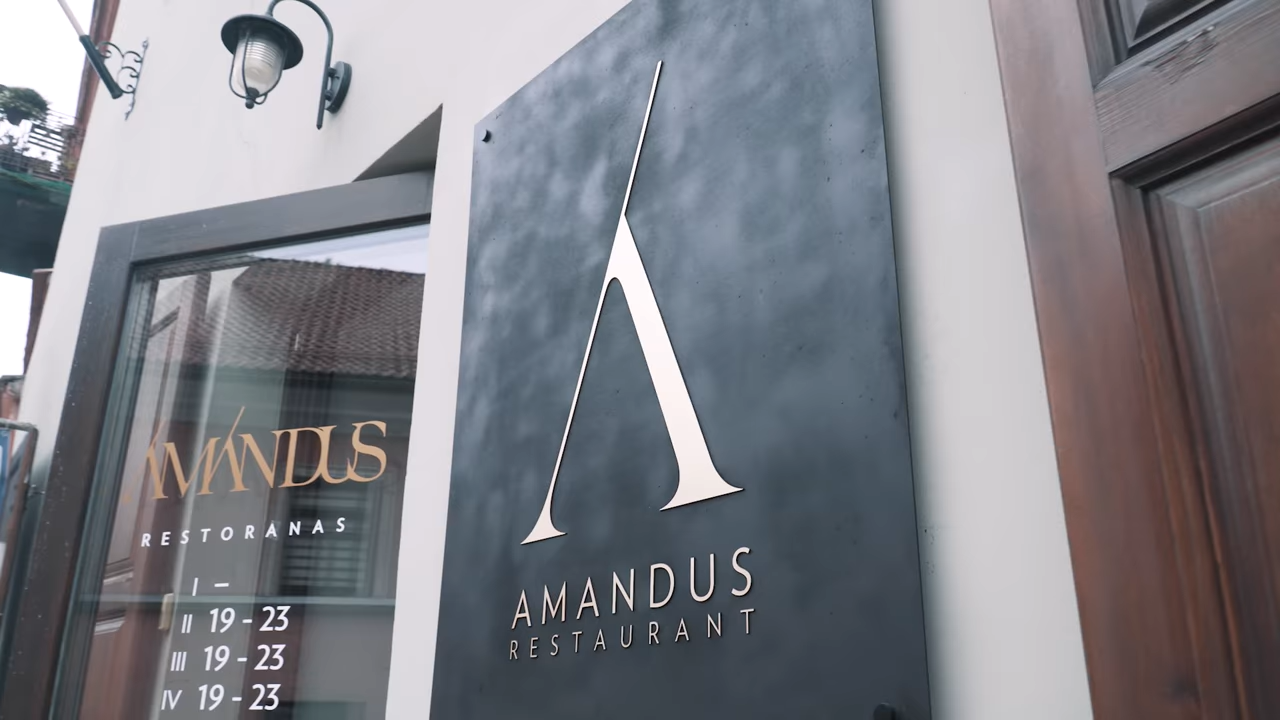 AMANDUS
RESTORANAS
I –
II 19 - 23
III 19 - 23
IV 19 - 23
A
AMANDUS
RESTAURANT